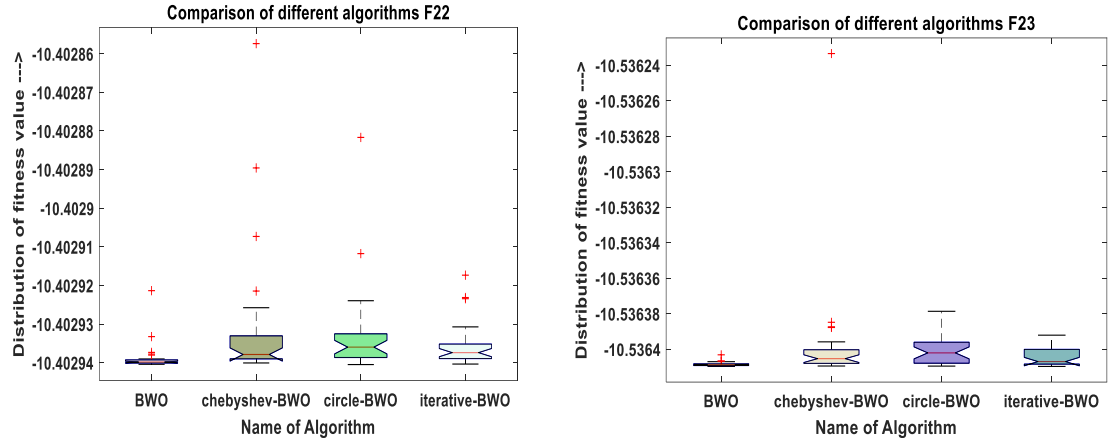 Comparison of different algorithms F22
Distribution of fitness value --->
-10.40286
-10.40287
-10.40288
-10.40289
-10.4029
-10.40291
-10.40292
-10.40293
-10.40294
BWO chebyshev-BWO circle-BWO iterative-BWO
Name of Algorithm
Comparison of different algorithms F23
Distribution of fitness value --->
-10.53624
-10.53626
-10.53628
-10.5363
-10.53632
-10.53634
-10.53636
-10.53638
-10.5364
BWO chebyshev-BWO circle-BWO iterative-BWO
Name of Algorithm